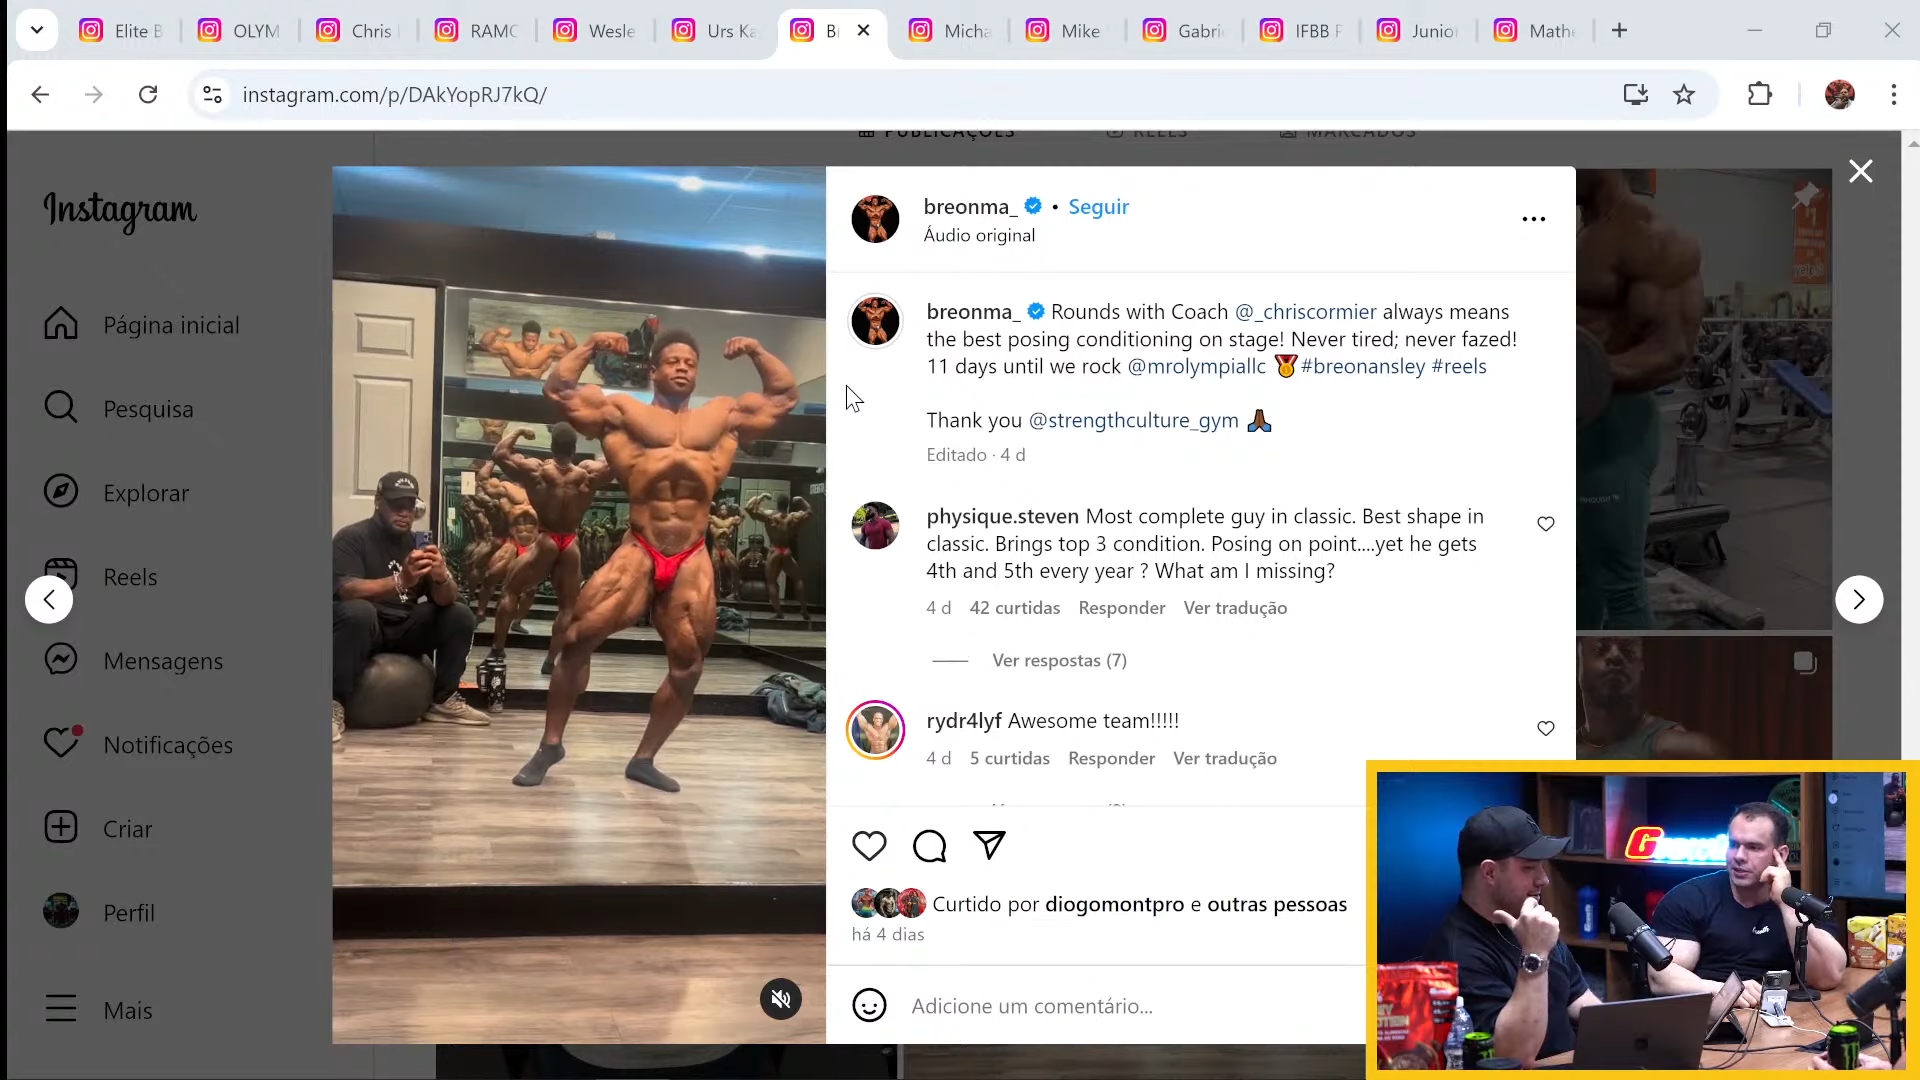 Elite B
OLYM
Chris
RAMO
Wesle
Urs Ka
Micha
Mike
Gabri
IFBB F
Junio
Mathe
instagram.com/p/DAkYopRJ7kQ/
PUBLICAÇÕES
REELS
MARCADOS
Instagram
Página inicial
Pesquisa
Explorar
Reels
Mensagens
Notificações
Criar
Perfil
Mais
breonma_ • Seguir
Áudio original
breonma_ Rounds with Coach @_chriscormier always means
the best posing conditioning on stage! Never tired; never fazed!
11 days until we rock @mrolympiallc 🏅#breonansley #reels
Thank you @strengthculture_gym 🙏🏾
Editado · 4 d
physique.steven Most complete guy in classic. Best shape in
classic. Brings top 3 condition. Posing on point....yet he gets
4th and 5th every year ? What am I missing?
4 d 42 curtidas Responder Ver tradução
Ver respostas (7)
rydr4lyf Awesome team!!!!!
4 d 5 curtidas Responder Ver tradução
Curtido por diogomontpro e outras pessoas
há 4 dias
Adicione um comentário...